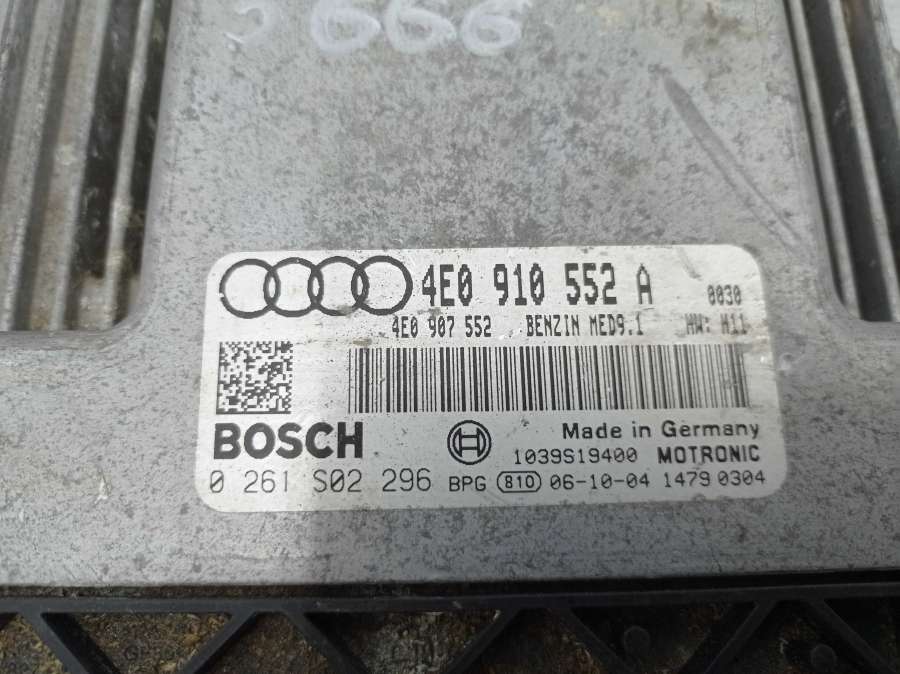 666
4E0 910 552 A 0030
4E0 907 552 BENZIN MED9.1 HW: H11
BOSCH Made in Germany
1039S19400 MOTRONIC
0 261 S02 296 BPG 810 06-10-04 1479 0304